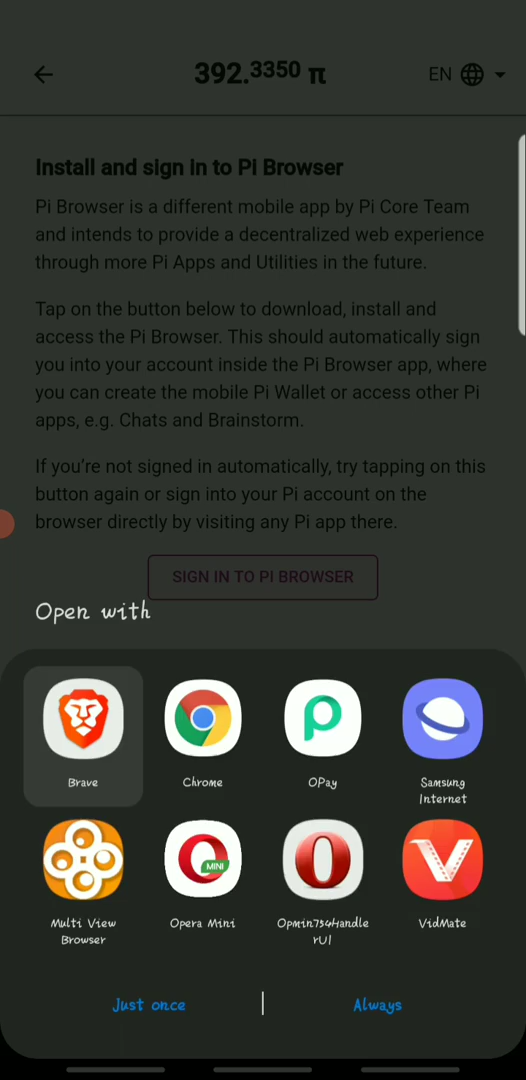 392.3350 π
EN
Install and sign in to Pi Browser
Pi Browser is a different mobile app by Pi Core Team
and intends to provide a decentralized web experience
through more Pi Apps and Utilities in the future.
Tap on the button below to download, install and
access the Pi Browser. This should automatically sign
you into your account inside the Pi Browser app, where
you can create the mobile Pi Wallet or access other Pi
apps, e.g. Chats and Brainstorm.
If you’re not signed in automatically, try tapping on this
button again or sign into your Pi account on the
browser directly by visiting any Pi app there.
SIGN IN TO PI BROWSER
Open with
Brave
Chrome
OPay
Samsung
Internet
Multi View
Browser
MINI
Opera Mini
Opmin754Handle
rUI
VidMate
Just once
Always